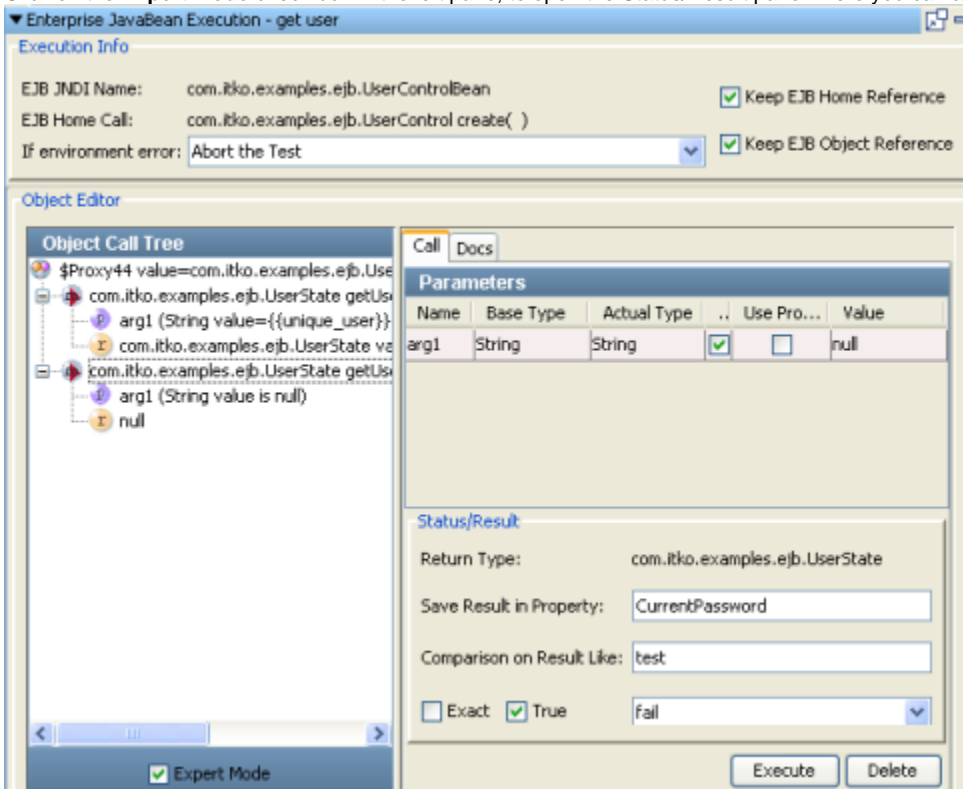 Enterprise JavaBean Execution - get user
Execution Info
EJB JNDI Name: com.itko.examples.ejb.UserControlBean
Keep EJB Home Reference
EJB Home Call: com.itko.examples.ejb.UserControl create( )
If environment error: Abort the Test
Keep EJB Object Reference
Object Editor
Object Call Tree
$Proxy44 value=com.itko.examples.ejb.Use
com.itko.examples.ejb.UserState getUs
arg1 (String value={{unique_user}}
com.itko.examples.ejb.UserState va
com.itko.examples.ejb.UserState getUs
arg1 (String value is null)
null
Expert Mode
Call Docs
Parameters
Name Base Type Actual Type .. Use Pro... Value
arg1 String String null
Status/Result
Return Type: com.itko.examples.ejb.UserState
Save Result in Property: CurrentPassword
Comparison on Result Like: test
Exact True fail
Execute Delete